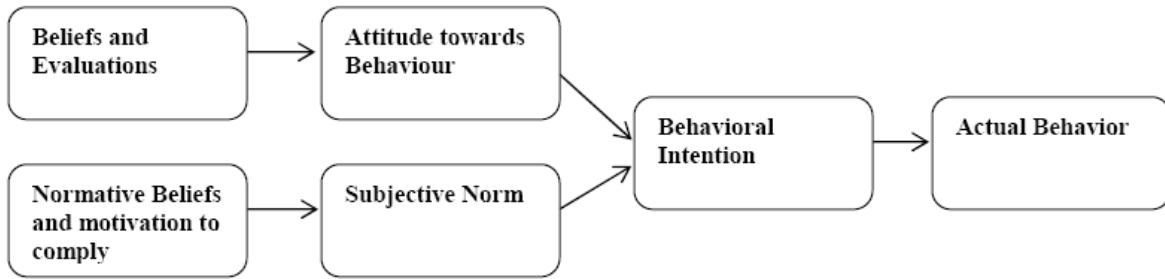 Beliefs and
Evaluations
Attitude towards
Behaviour
Behavioral
Intention
Actual Behavior
Normative Beliefs
and motivation to
comply
Subjective Norm